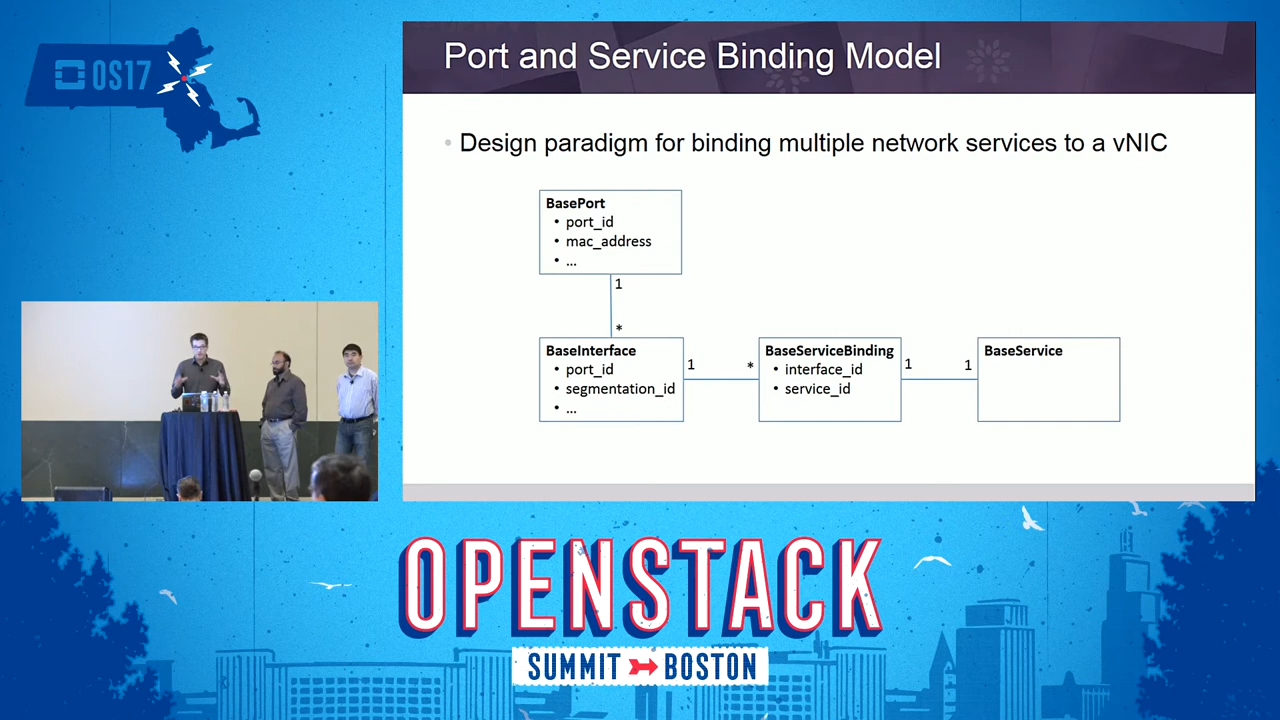 OS17
Port and Service Binding Model
• Design paradigm for binding multiple network services to a vNIC
BasePort
• port_id
• mac_address
• ...
1
*
BaseInterface
• port_id
• segmentation_id
• ...
1
*
BaseServiceBinding
• interface_id
• service_id
1
1
BaseService
OPENSTACK
SUMMIT BOSTON